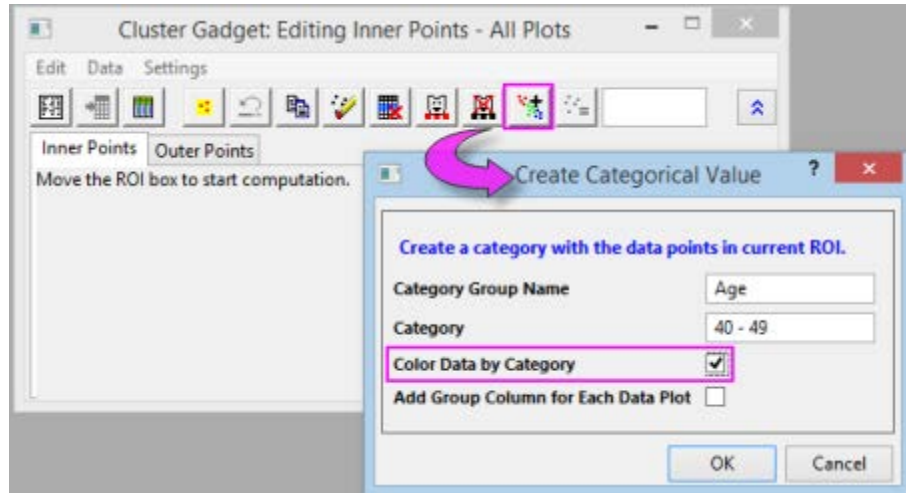 Cluster Gadget: Editing Inner Points - All Plots
Edit Data Settings
Inner Points Outer Points
Move the ROI box to start computation.
Create Categorical Value
Create a category with the data points in current ROI.
Category Group Name Age
Category 40 - 49
Color Data by Category
Add Group Column for Each Data Plot
OK Cancel